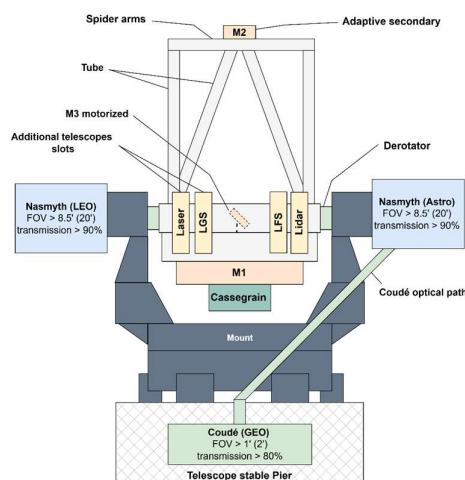 M2
Adaptive secondary
Spider arms
Tube
M3 motorized
Additional telescopes
slots
Derotator
Nasmyth (LEO)
FOV > 8.5' (20')
transmission > 90%
Laser
LGS
LFS
Lidar
Nasmyth (Astro)
FOV > 8.5' (20')
transmission > 90%
M1
Cassegrain
Coudé optical path
Mount
Coudé (GEO)
FOV > 1' (2')
transmission > 80%
Telescope stable Pier